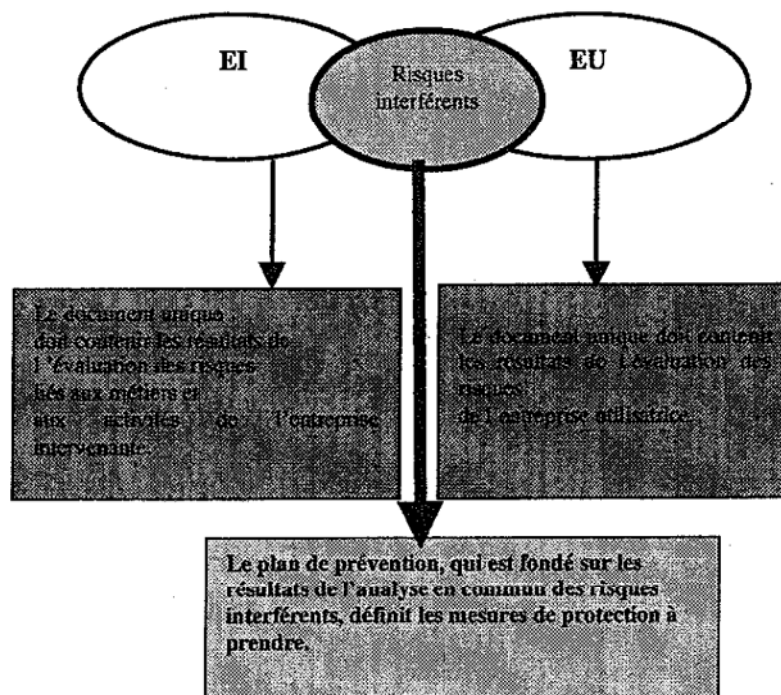 EI
EU
Risques
interférents
Le document unique
doit contenir les résultats de
l'évaluation des risques
liés aux métiers et
aux activités de l'entreprise
intervenante.
Le document unique doit contenir
les résultats de l'évaluation des
risques
de l'entreprise utilisatrice.
Le plan de prévention, qui est fondé sur les
résultats de l'analyse en commun des risques
interférents, définit les mesures de protection à
prendre.